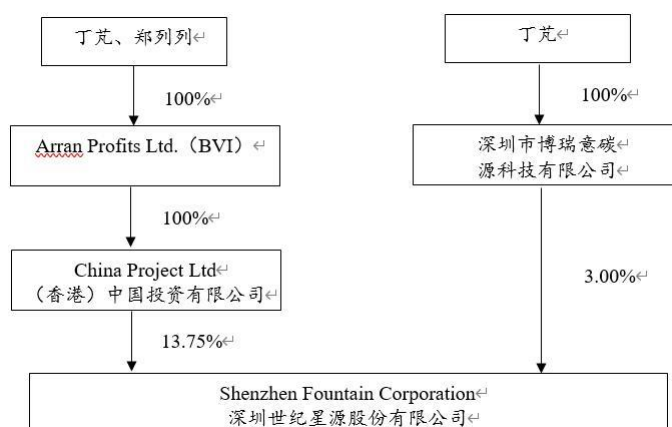 丁芃、郑列列
丁芃
100%
100%
Arran Profits Ltd.（BVI）
深圳市博瑞意碳
源科技有限公司
100%
China Project Ltd
（香港）中国投资有限公司
3.00%
13.75%
Shenzhen Fountain Corporation
深圳世纪星源股份有限公司